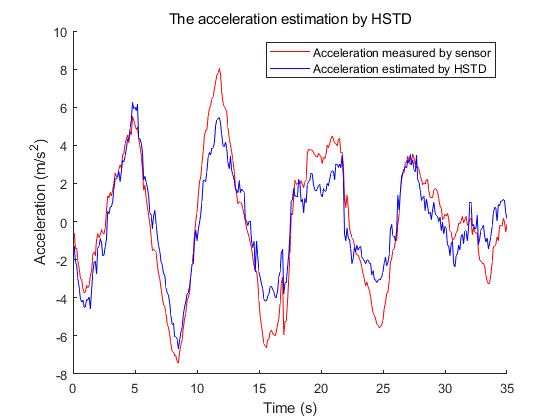 The acceleration estimation by HSTD
Acceleration measured by sensor
Acceleration estimated by HSTD
Acceleration (m/s²)
10
8
6
4
2
0
-2
-4
-6
-8
0 5 10 15 20 25 30 35
Time (s)